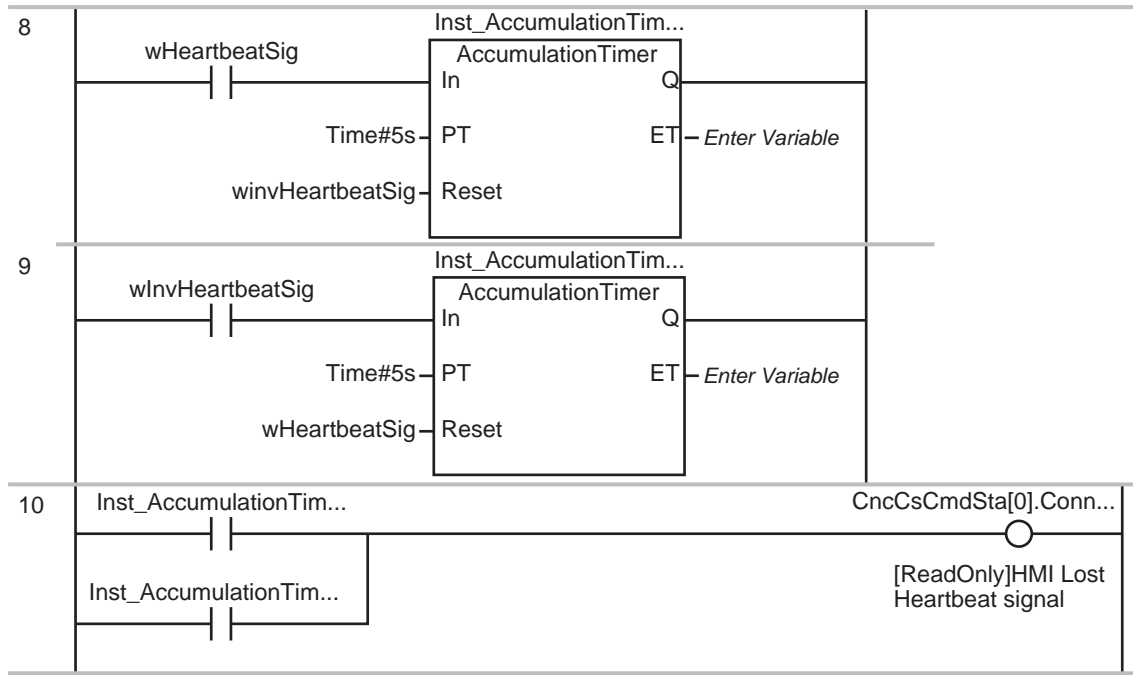 8
Inst_AccumulationTim...
wHeartbeatSig
AccumulationTimer
In
Q
Time#5s
PT
ET
Enter Variable
winvHeartbeatSig
Reset
9
Inst_AccumulationTim...
wInvHeartbeatSig
AccumulationTimer
In
Q
Time#5s
PT
ET
Enter Variable
wHeartbeatSig
Reset
10
Inst_AccumulationTim...
CncCsCmdSta[0].Conn...
Inst_AccumulationTim...
[ReadOnly]HMI Lost
Heartbeat signal